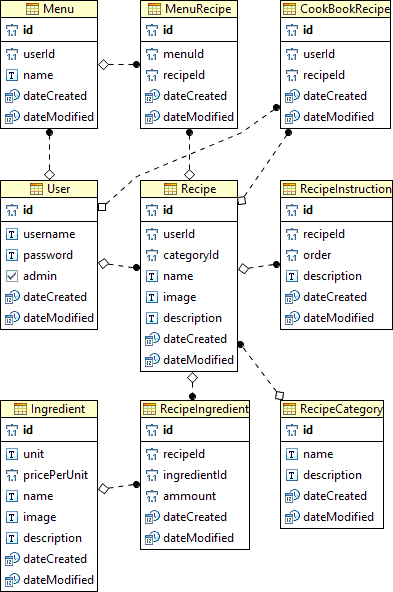 Menu
id
userId
name
dateCreated
dateModified
MenuRecipe
id
menuId
recipeId
dateCreated
dateModified
CookBookRecipe
id
userId
recipeId
dateCreated
dateModified
User
id
username
password
admin
dateCreated
dateModified
Recipe
id
userId
categoryId
name
image
description
dateCreated
dateModified
RecipeInstruction
id
recipeId
order
description
dateCreated
dateModified
Ingredient
id
unit
pricePerUnit
name
image
description
dateCreated
dateModified
RecipeIngredient
id
recipeId
ingredientId
ammount
dateCreated
dateModified
RecipeCategory
id
name
description
dateCreated
dateModified